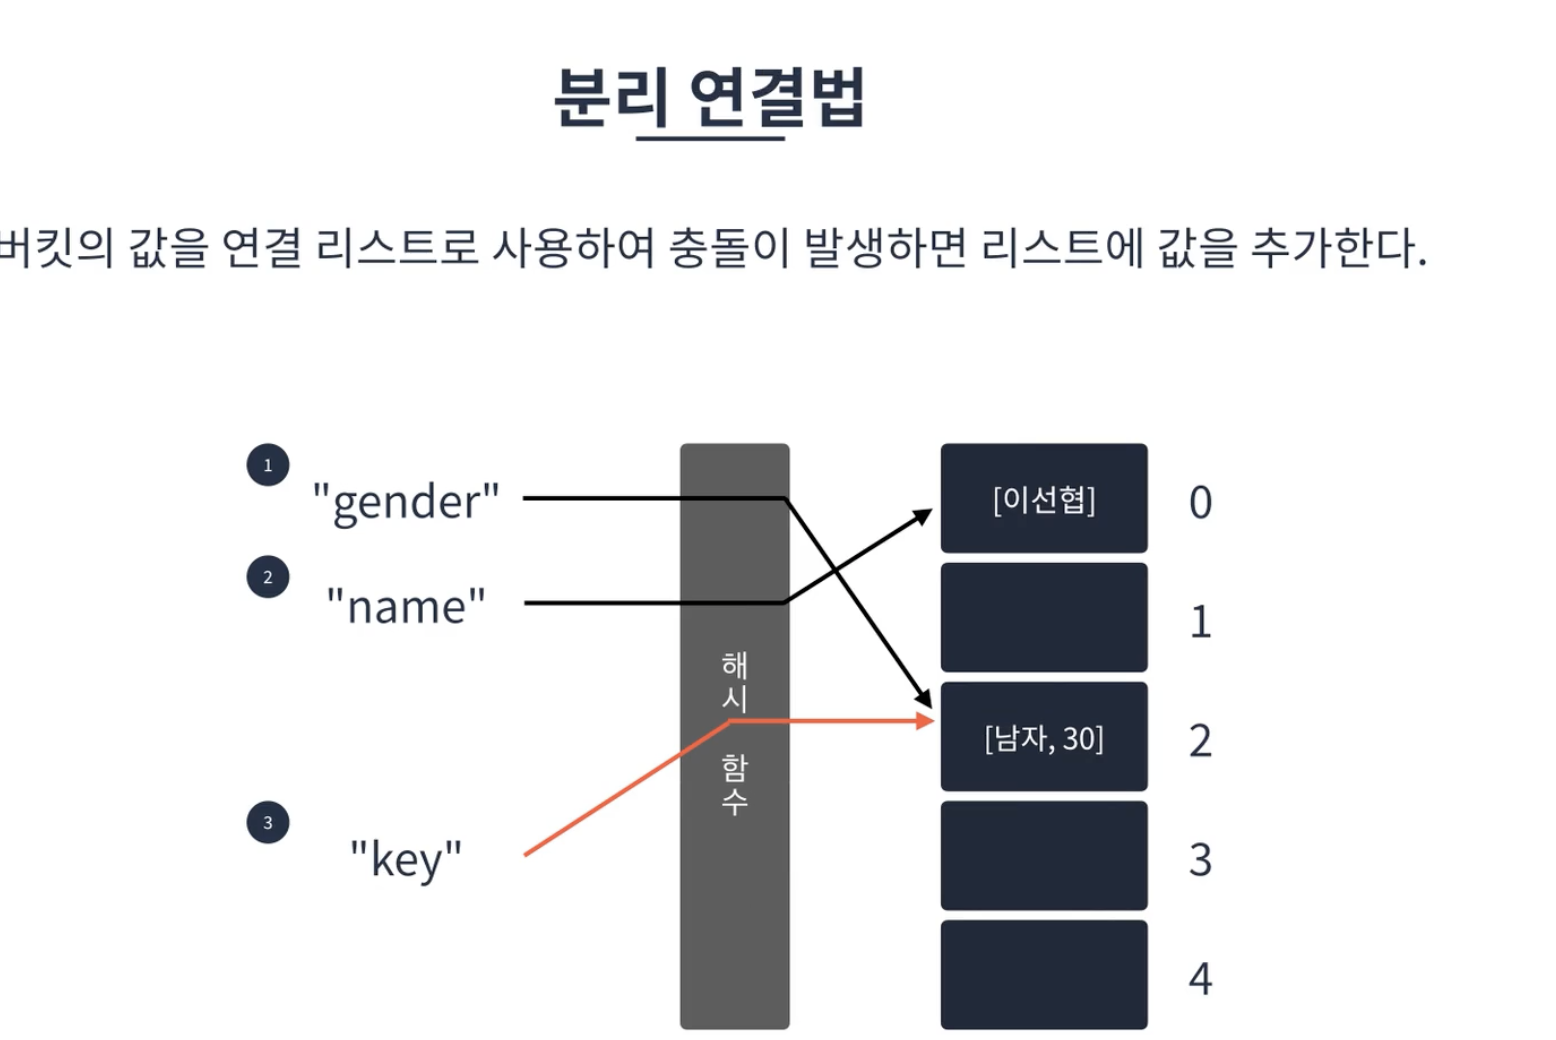 분리 연결법
버킷의 값을 연결 리스트로 사용하여 충돌이 발생하면 리스트에 값을 추가한다.
1
"gender"
2
"name"
3
"key"
해시 함수
[이선협]
0
1
[남자, 30]
2
3
4